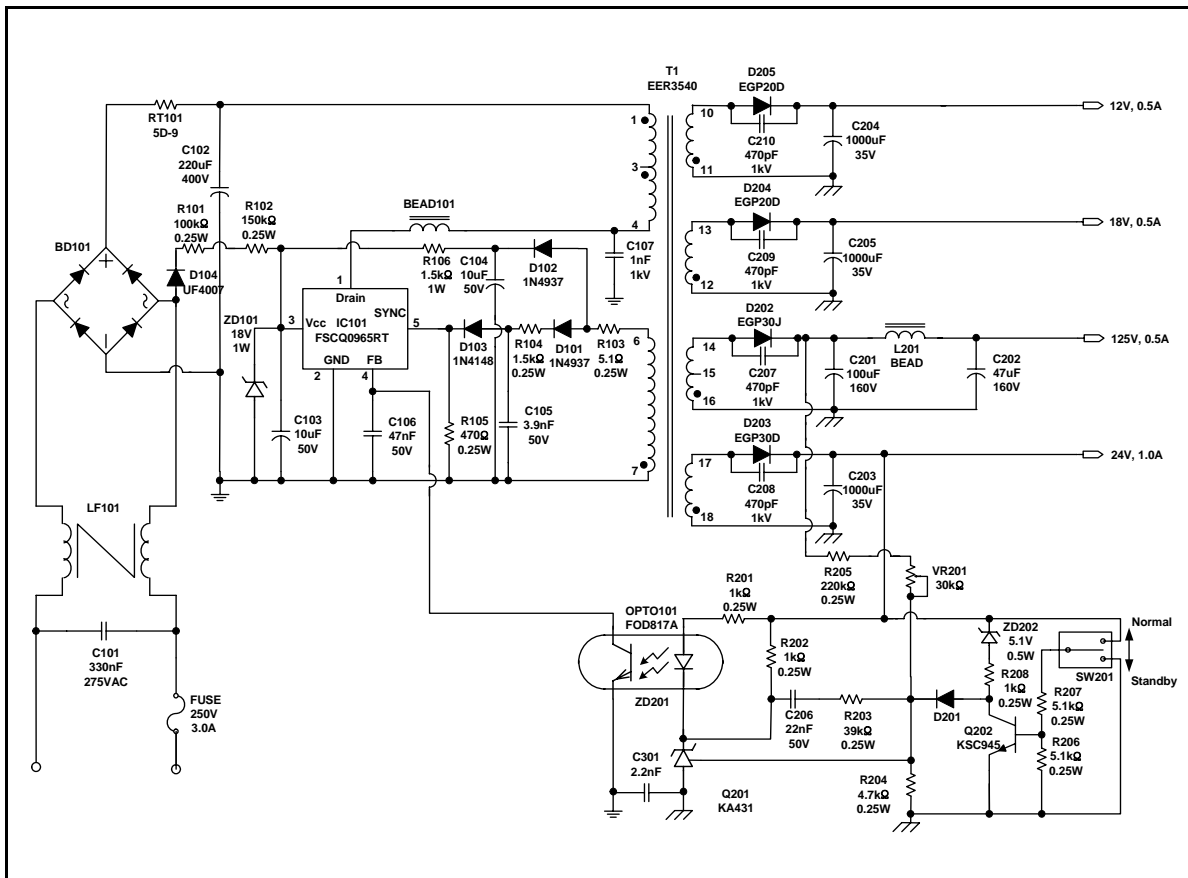 T1
EER3540
RT101
5D-9
C102
220uF
400V
R101
100kΩ
0.25W
R102
150kΩ
0.25W
BD101
D104
UF4007
BEAD101
R106
1.5kΩ
1W
C104
10uF
50V
D102
1N4937
C107
1nF
1kV
1
3
4
6
7
1
Drain
SYNC
5
3
Vcc
IC101
FSCQ0965RT
GND
FB
2
4
ZD101
18V
1W
D103
1N4148
R104
1.5kΩ
0.25W
D101
1N4937
R103
5.1Ω
0.25W
C103
10uF
50V
C106
47nF
50V
R105
470Ω
0.25W
C105
3.9nF
50V
LF101
C101
330nF
275VAC
FUSE
250V
3.0A
10
11
D205
EGP20D
C210
470pF
1kV
C204
1000uF
35V
12V, 0.5A
13
12
D204
EGP20D
C209
470pF
1kV
C205
1000uF
35V
18V, 0.5A
14
15
16
D202
EGP30J
C207
470pF
1kV
C201
100uF
160V
L201
BEAD
C202
47uF
160V
125V, 0.5A
17
18
D203
EGP30D
C208
470pF
1kV
C203
1000uF
35V
24V, 1.0A
R205
220kΩ
0.25W
VR201
30kΩ
OPTO101
FOD817A
R201
1kΩ
0.25W
R202
1kΩ
0.25W
ZD201
C206
22nF
50V
R203
39kΩ
0.25W
D201
ZD202
5.1V
0.5W
R208
1kΩ
0.25W
Normal
Standby
SW201
R207
5.1kΩ
0.25W
Q202
KSC945
R206
5.1kΩ
0.25W
C301
2.2nF
Q201
KA431
R204
4.7kΩ
0.25W